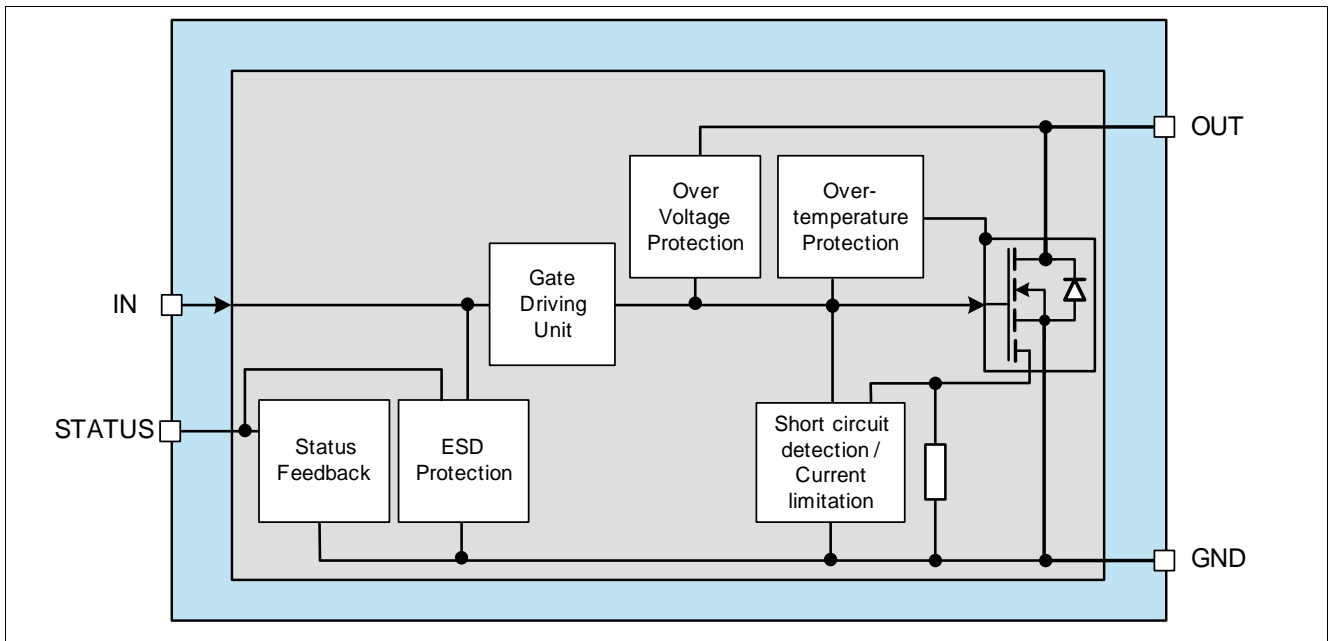 OUT
Over
Voltage
Protection
Over-
temperature
Protection
Gate
Driving
Unit
IN
STATUS
Status
Feedback
ESD
Protection
Short circuit
detection /
Current
limitation
GND